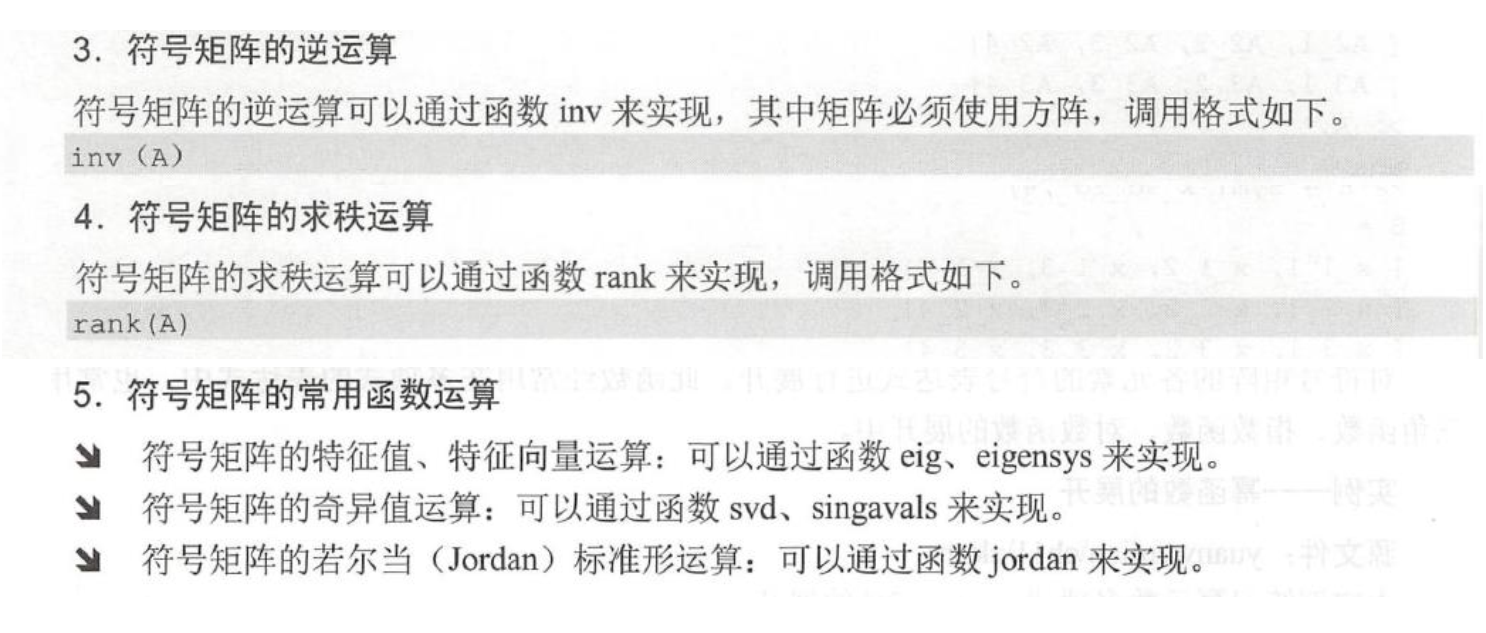 3. 符号矩阵的逆运算
符号矩阵的逆运算可以通过函数 inv 来实现，其中矩阵必须使用方阵，调用格式如下。
inv（A）
4. 符号矩阵的求秩运算
符号矩阵的求秩运算可以通过函数 rank 来实现，调用格式如下。
rank(A)
5. 符号矩阵的常用函数运算
符号矩阵的特征值、特征向量运算：可以通过函数 eig、eigensys 来实现。
符号矩阵的奇异值运算：可以通过函数 svd、singavals 来实现。
符号矩阵的若尔当（Jordan）标准形运算：可以通过函数 jordan 来实现。